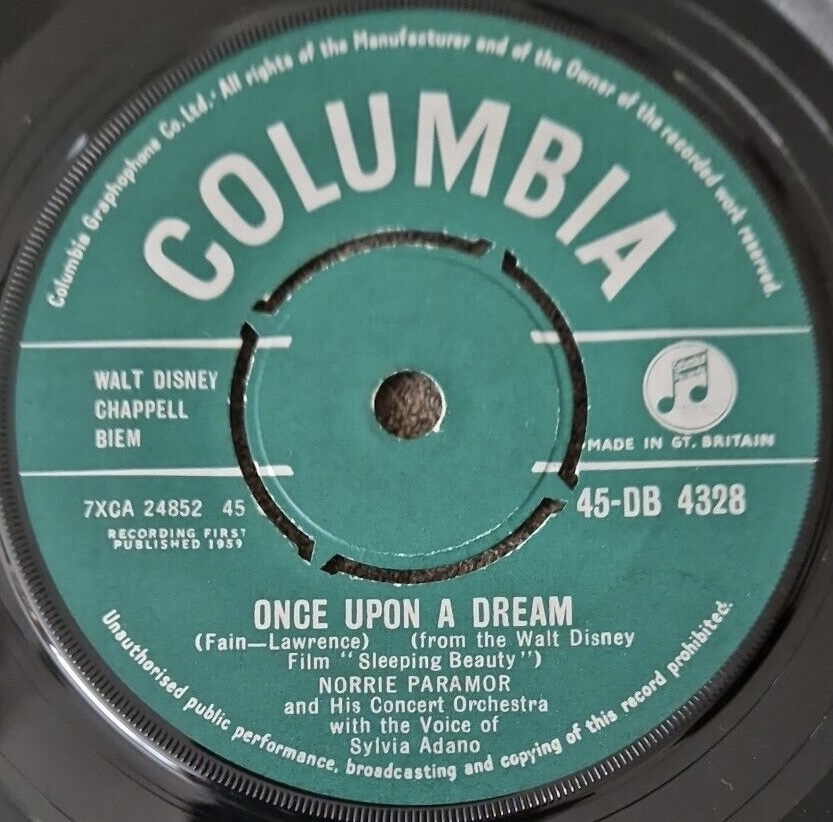 Columbia Graphophone Co. Ltd. · All rights of the Manufacturer and of the Owner of the recorded work reserved.
COLUMBIA
WALT DISNEY
CHAPPELL
BIEM
MADE IN GT. BRITAIN
7XCA 24852 45
RECORDING FIRST
PUBLISHED 1959
45-DB 4328
ONCE UPON A DREAM
(Fain—Lawrence) (from the Walt Disney
Film "Sleeping Beauty")
NORRIE PARAMOR
and His Concert Orchestra
with the Voice of
Sylvia Adano
Unauthorised public performance, broadcasting and copying of this record prohibited.